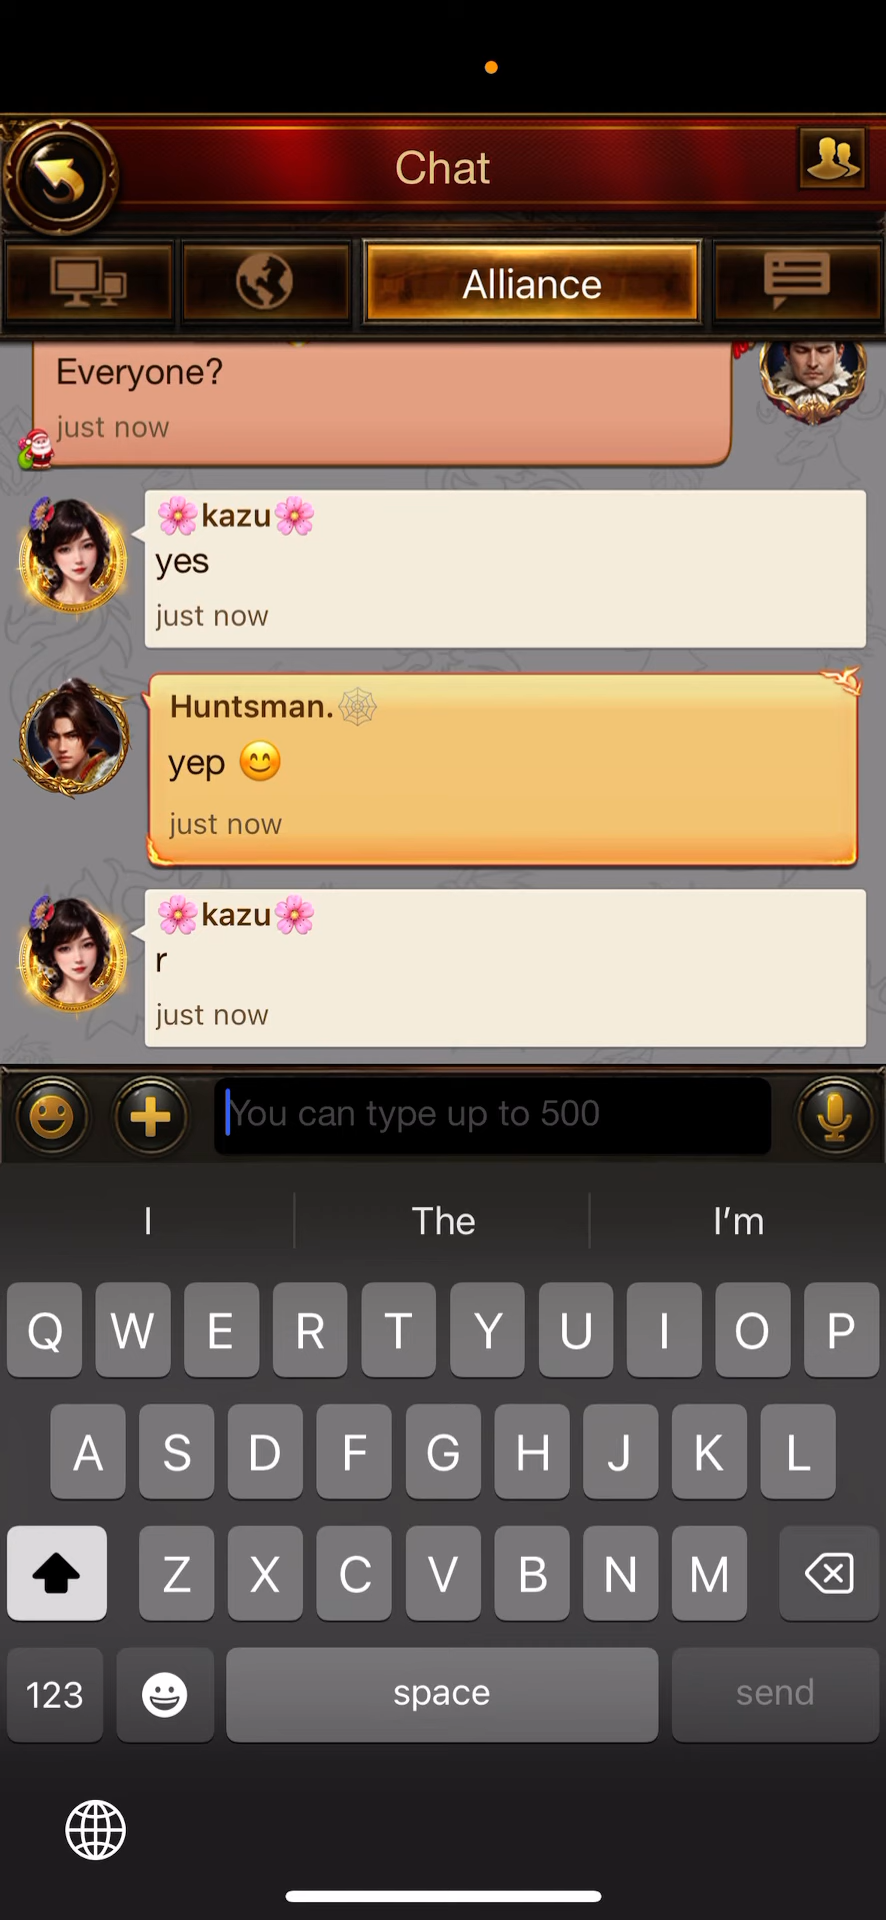 Chat
Alliance
Everyone?
just now
🌸kazu🌸
yes
just now
Huntsman.🕸
yep 😊
just now
🌸kazu🌸
r
just now
You can type up to 500
I The I’m
Q W E R T Y U I O P
A S D F G H J K L
Z X C V B N M
123 space send